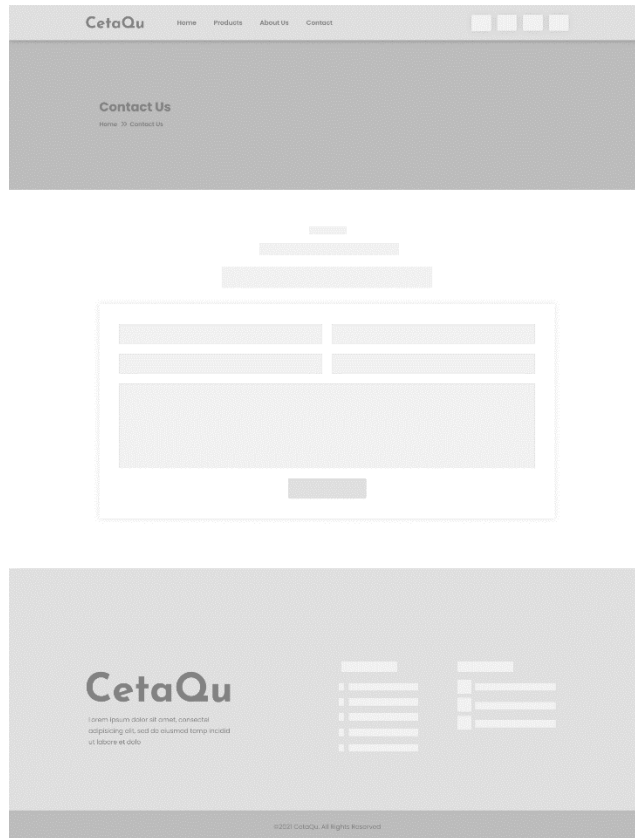 CetaQu Home Products About Us Contact
Contact Us
Home » Contact Us
CetaQu
Lorem ipsum dolor sit amet, consectet
adipisicing elit, sed do eiusmod temp incidid
ut labore et dolo
©2021 CetaQu. All Rights Reserved.